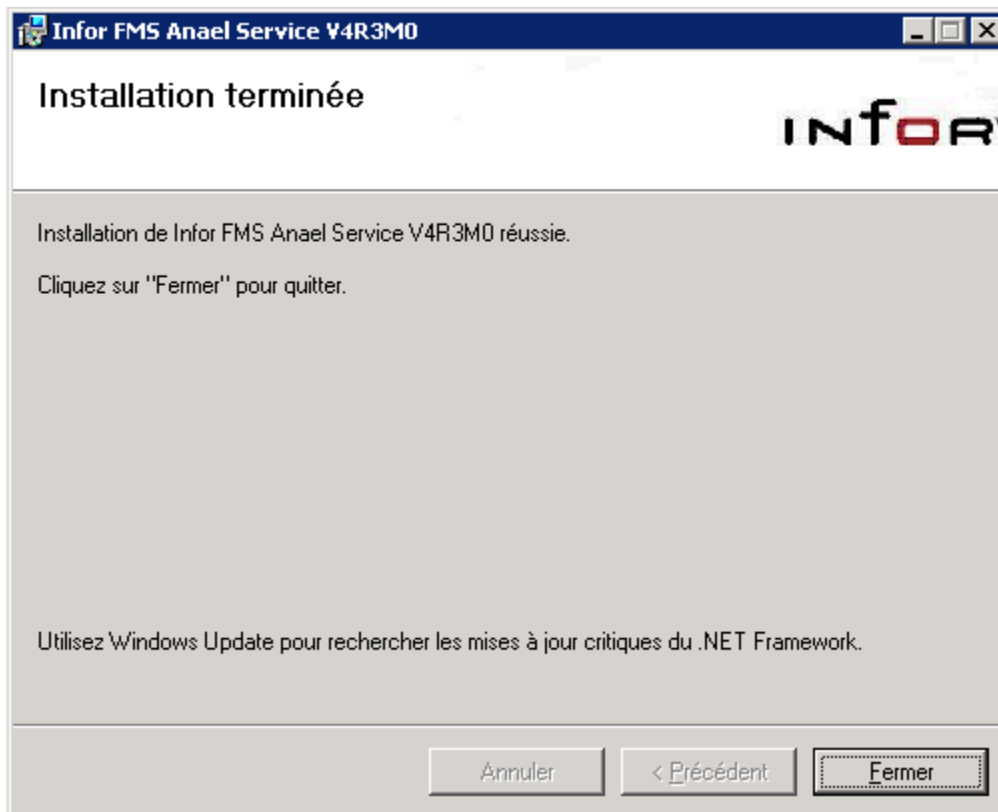 Infor FMS Anael Service V4R3M0
Installation terminée
infor
Installation de Infor FMS Anael Service V4R3M0 réussie.
Cliquez sur "Fermer" pour quitter.
Utilisez Windows Update pour rechercher les mises à jour critiques du .NET Framework.
Annuler
< Précédent
Fermer